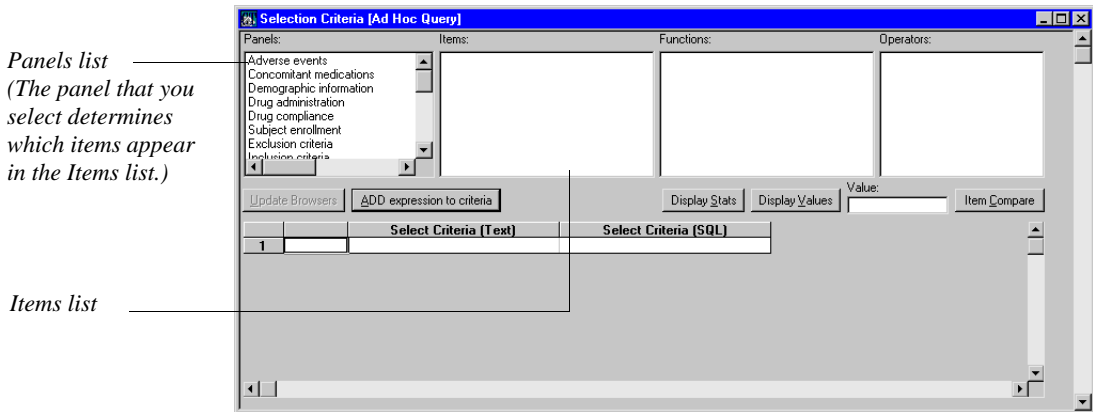 Selection Criteria [Ad Hoc Query]
Panels:
Items:
Functions:
Operators:
Panels list
(The panel that you
select determines
which items appear
in the Items list.)
Adverse events
Concomitant medications
Demographic information
Drug administration
Drug compliance
Subject enrollment
Exclusion criteria
Inclusion criteria
Update Browsers
ADD expression to criteria
Display Stats
Display Values
Value:
Item Compare
Select Criteria (Text)
Select Criteria (SQL)
1
Items list